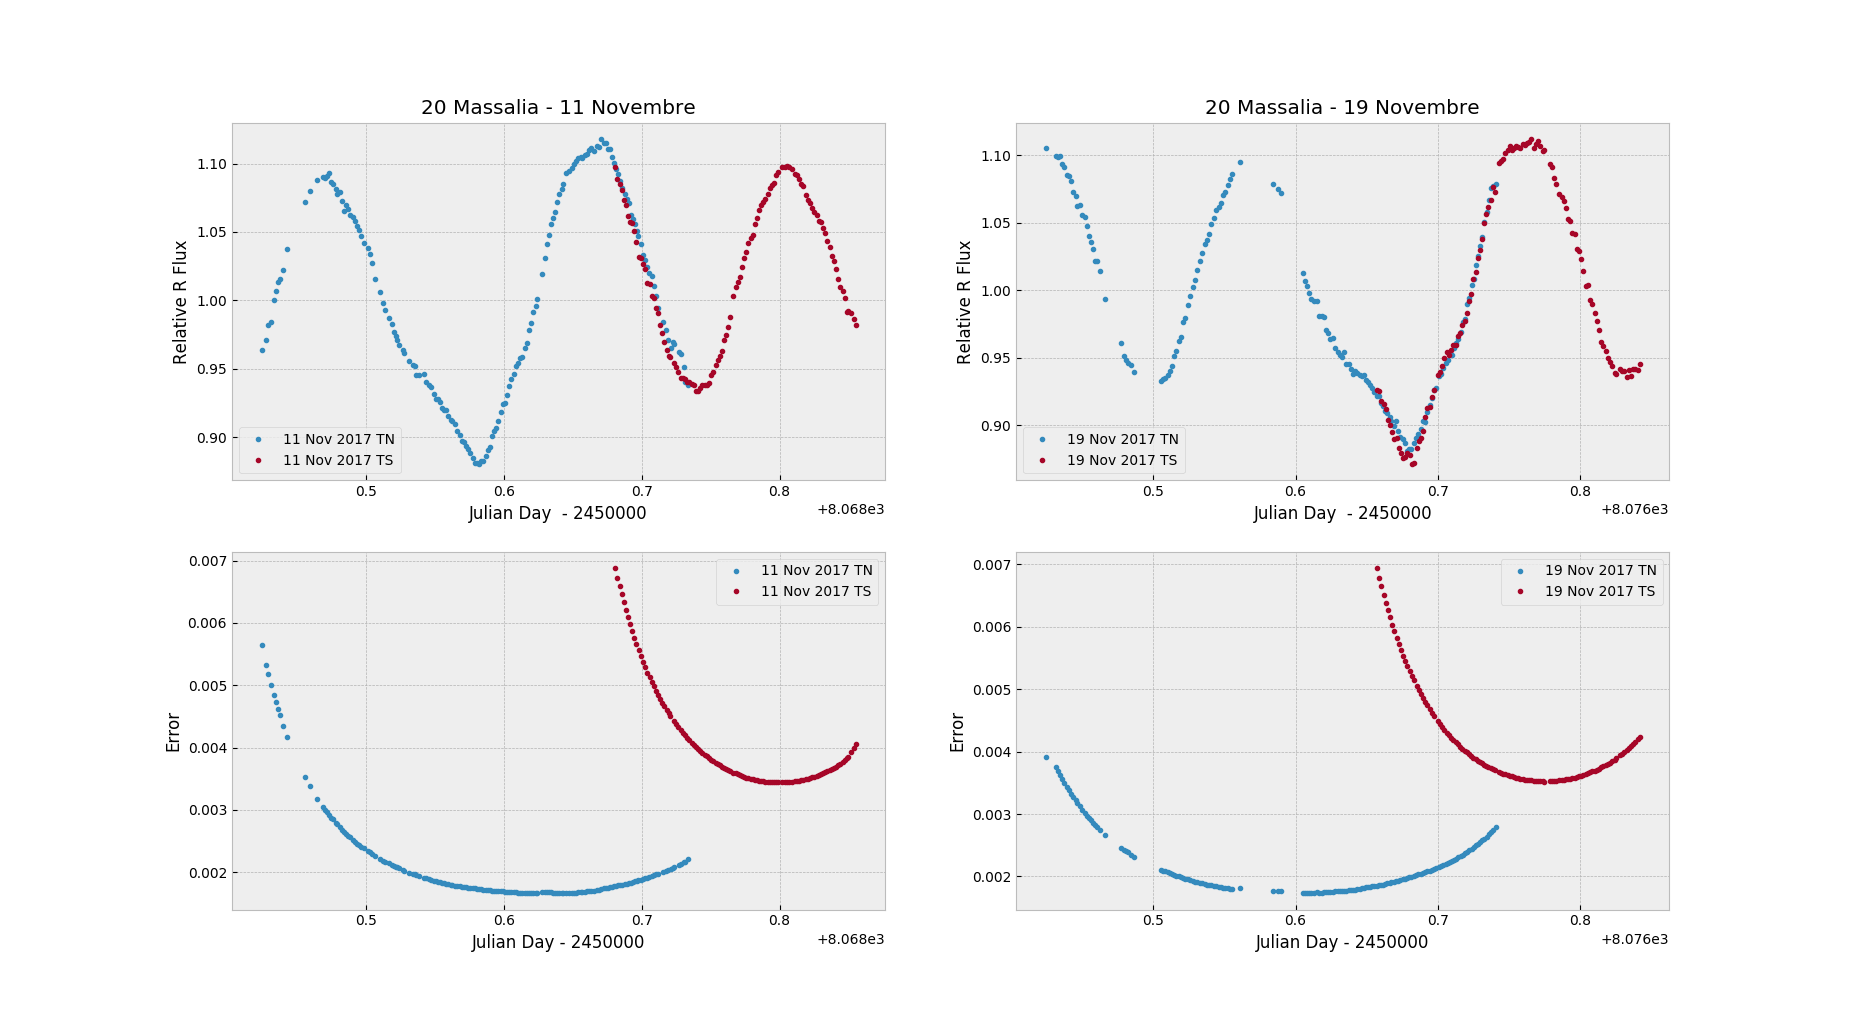 20 Massalia - 11 Novembre
Relative R Flux
1.10
1.05
1.00
0.95
0.90
11 Nov 2017 TN
11 Nov 2017 TS
0.5 0.6 0.7 0.8
Julian Day - 2450000
+8.068e3
20 Massalia - 19 Novembre
Relative R Flux
1.10
1.05
1.00
0.95
0.90
19 Nov 2017 TN
19 Nov 2017 TS
0.5 0.6 0.7 0.8
Julian Day - 2450000
+8.076e3
Error
0.007
0.006
0.005
0.004
0.003
0.002
11 Nov 2017 TN
11 Nov 2017 TS
0.5 0.6 0.7 0.8
Julian Day - 2450000
+8.068e3
Error
0.007
0.006
0.005
0.004
0.003
0.002
19 Nov 2017 TN
19 Nov 2017 TS
0.5 0.6 0.7 0.8
Julian Day - 2450000
+8.076e3